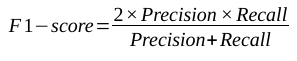 F1−score = 2 × Precision × Recall / Precision + Recall